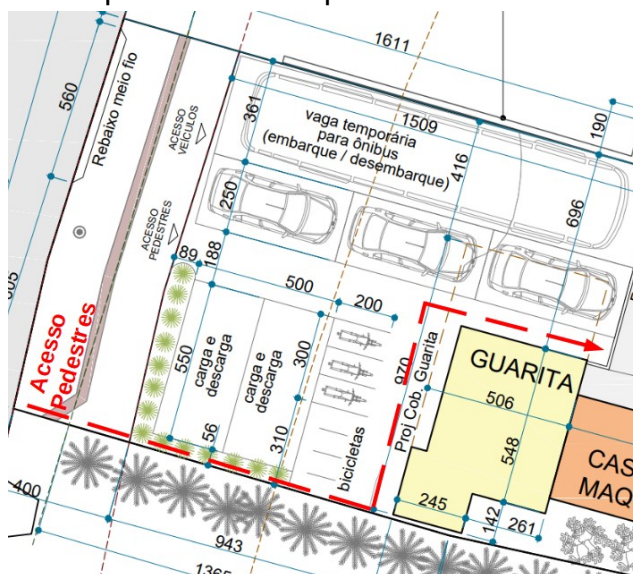 1611
560
Rebaixo meio fio
ACESSO
VEÍCULOS
361
1509
vaga temporária
para ônibus
(embarque / desembarque)
416
190
696
250
ACESSO
PEDESTRES
89
188
500
200
Acesso
Pedestres
550
carga e
descarga
carga e
descarga
300
310
56
bicicletas
970
Proj Cob. Guarita
GUARITA
506
548
CAS
MAQ
245
142
261
400
943
1365